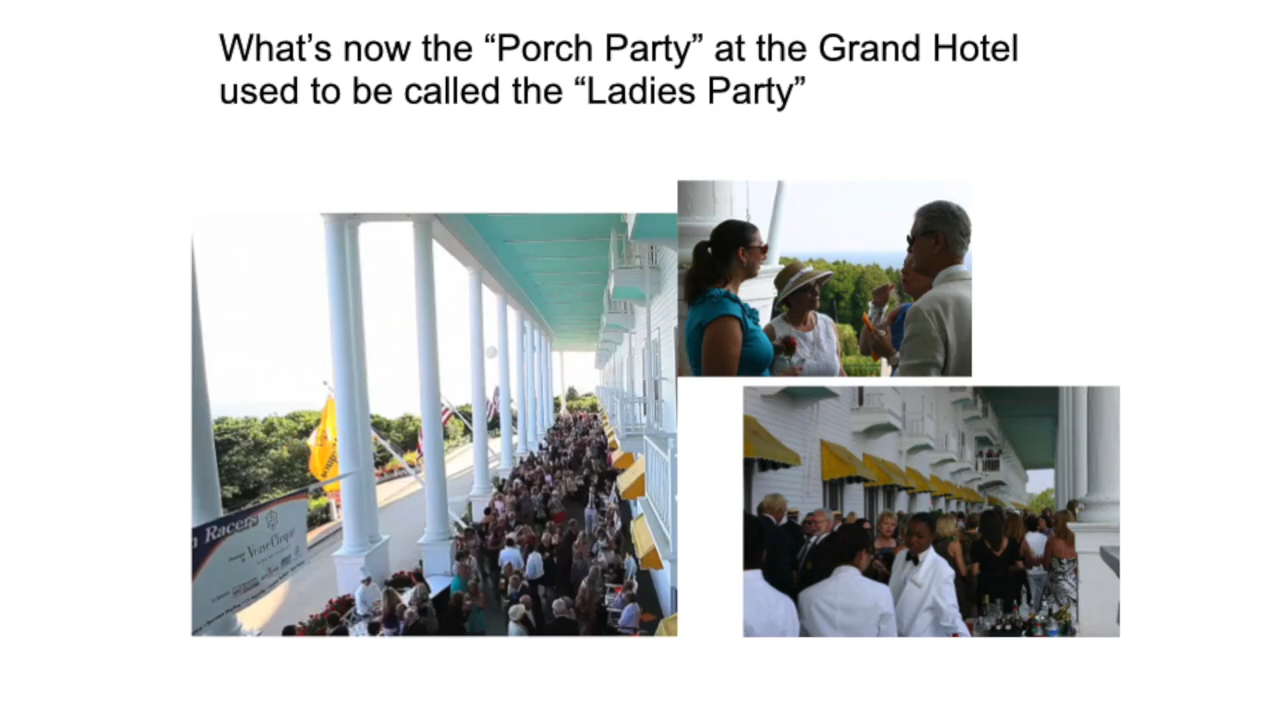 What’s now the “Porch Party” at the Grand Hotel
used to be called the “Ladies Party”
Racers